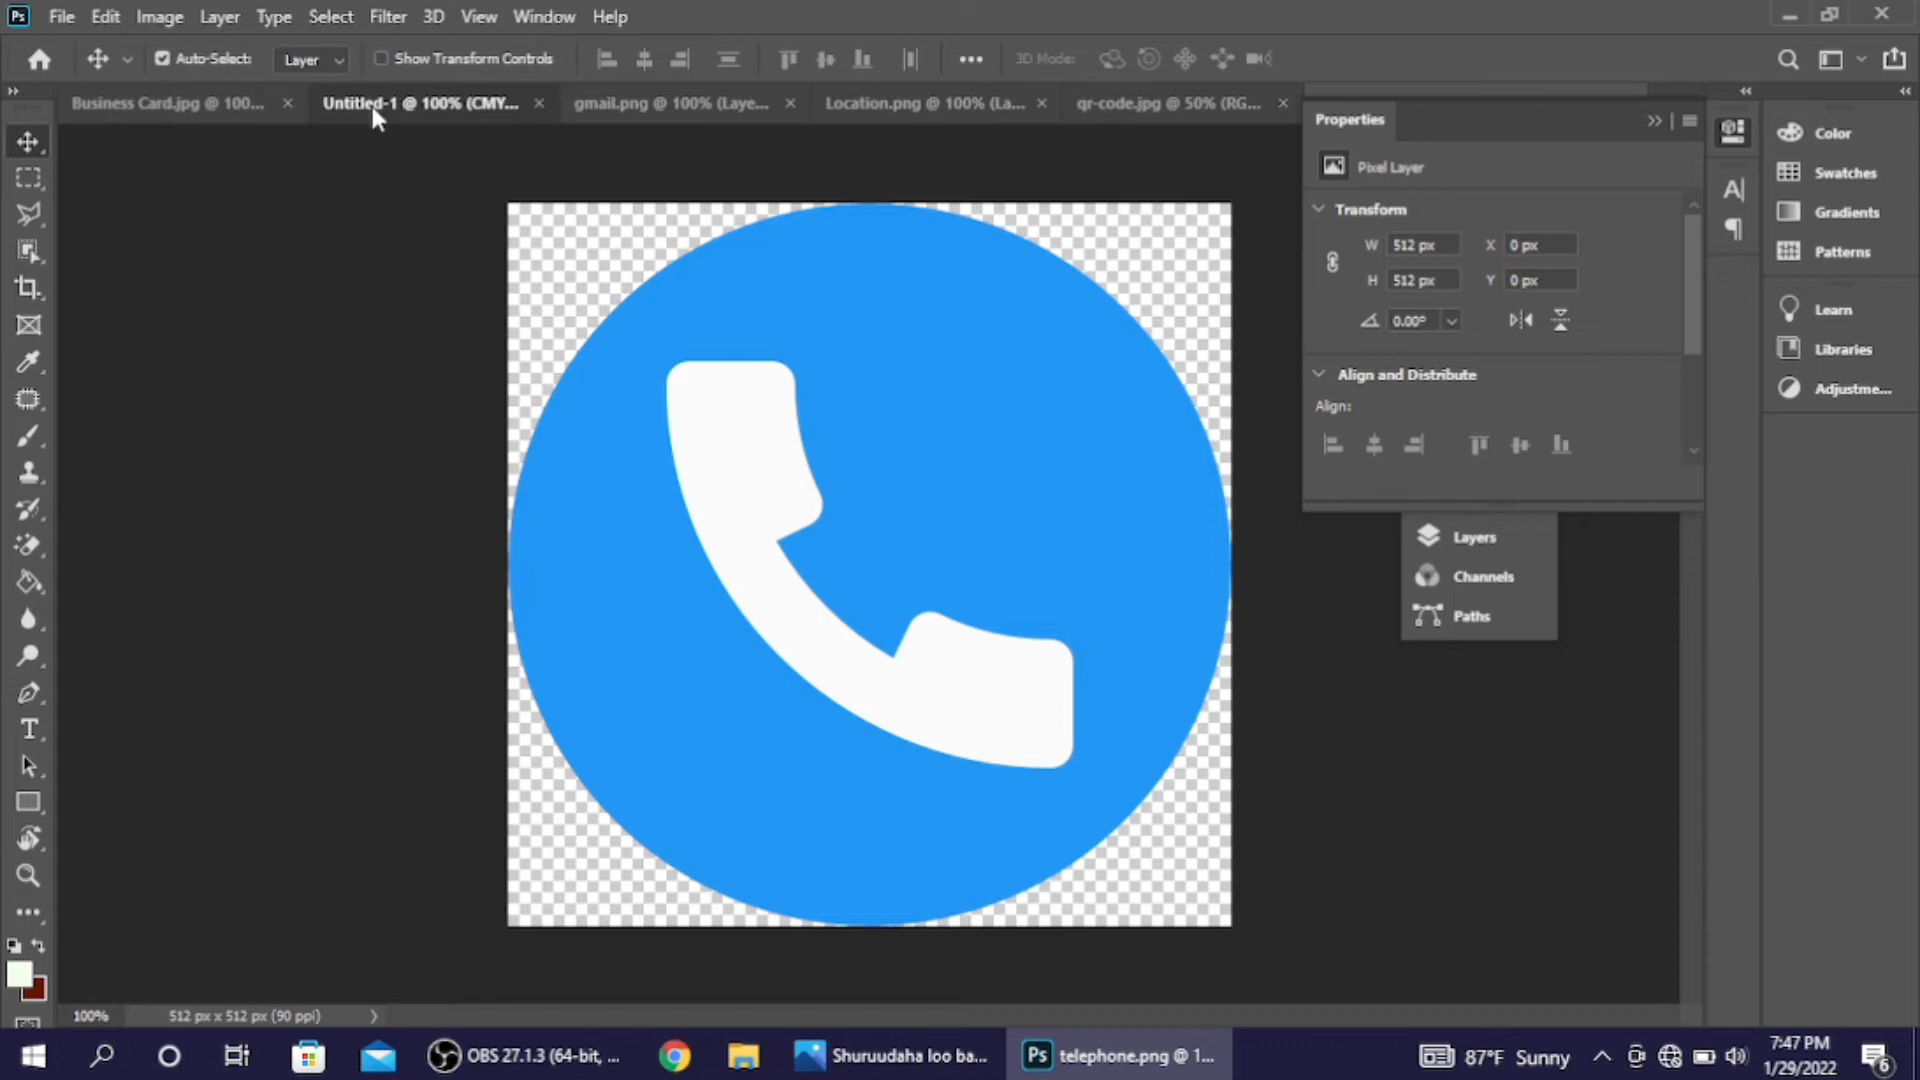 Ps File Edit Image Layer Type Select Filter 3D View Window Help
Auto-Select: Layer Show Transform Controls 3D Mode:
Business Card.jpg @ 100... × Untitled-1 @ 100% (CMY... × gmail.png @ 100% (Laye... × Location.png @ 100% (La... × qr-code.jpg @ 50% (RG... ×
Properties
Pixel Layer
Transform
W 512 px X 0 px
H 512 px Y 0 px
0.00°
Align and Distribute
Align:
Layers
Channels
Paths
Color
Swatches
Gradients
Patterns
Learn
Libraries
Adjustme...
100% 512 px x 512 px (90 ppi)
OBS 27.1.3 (64-bit, ... Shuruudaha loo ba... Ps telephone.png @ 1... 87°F Sunny 7:47 PM
1/29/2022 6